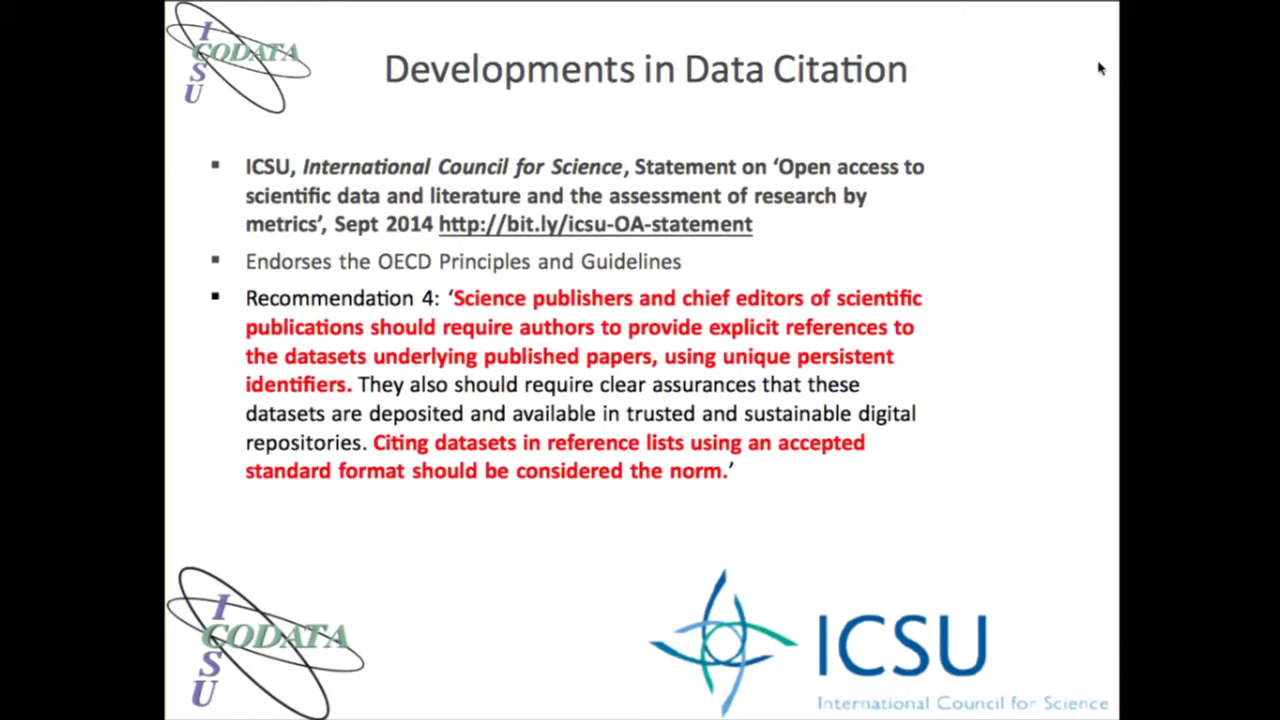 I
CODATA
S
U
Developments in Data Citation
▪ ICSU, International Council for Science, Statement on ‘Open access to
scientific data and literature and the assessment of research by
metrics’, Sept 2014 http://bit.ly/icsu-OA-statement
▪ Endorses the OECD Principles and Guidelines
▪ Recommendation 4: ‘Science publishers and chief editors of scientific
publications should require authors to provide explicit references to
the datasets underlying published papers, using unique persistent
identifiers. They also should require clear assurances that these
datasets are deposited and available in trusted and sustainable digital
repositories. Citing datasets in reference lists using an accepted
standard format should be considered the norm.’
I
CODATA
S
U
ICSU
International Council for Science